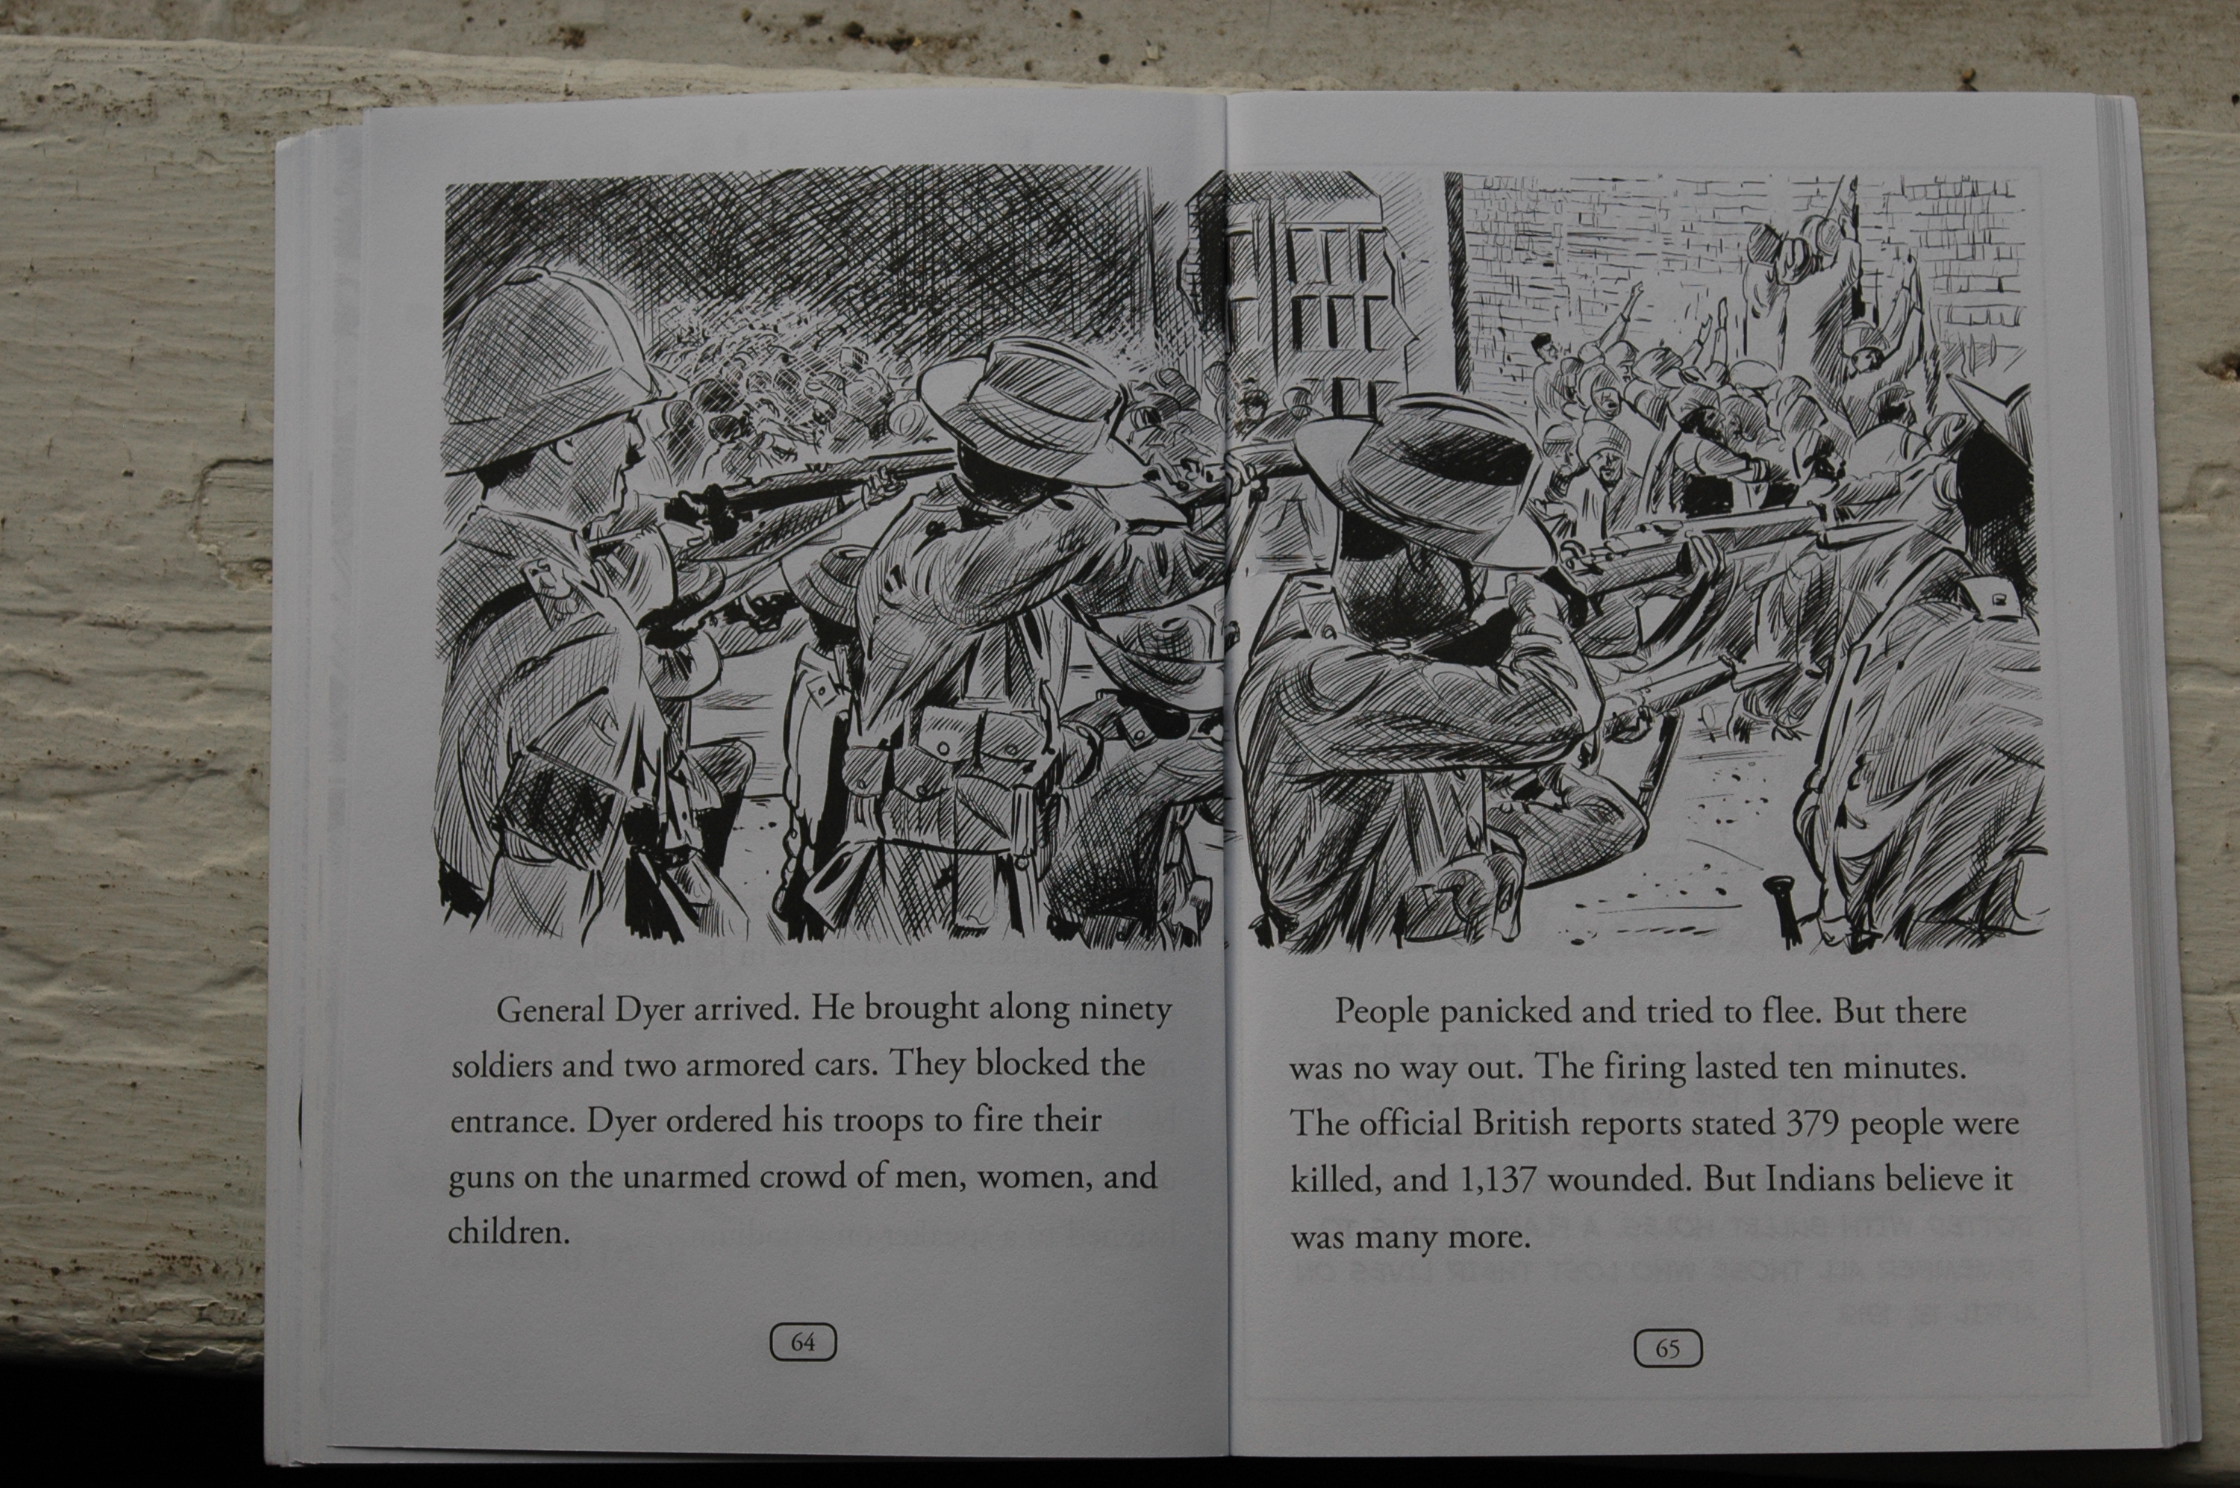 General Dyer arrived. He brought along ninety
soldiers and two armored cars. They blocked the
entrance. Dyer ordered his troops to fire their
guns on the unarmed crowd of men, women, and
children.
64
People panicked and tried to flee. But there
was no way out. The firing lasted ten minutes.
The official British reports stated 379 people were
killed, and 1,137 wounded. But Indians believe it
was many more.
65